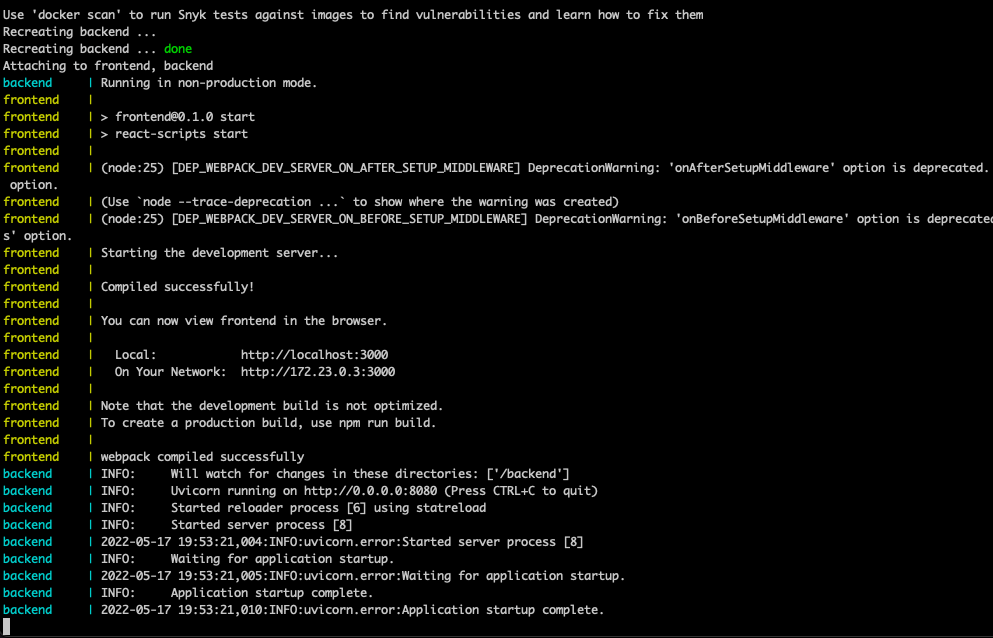 Use 'docker scan' to run Snyk tests against images to find vulnerabilities and learn how to fix them
Recreating backend ...
Recreating backend ... done
Attaching to frontend, backend
backend     | Running in non-production mode.
frontend    |
frontend    | > frontend@0.1.0 start
frontend    | > react-scripts start
frontend    |
frontend    | (node:25) [DEP_WEBPACK_DEV_SERVER_ON_AFTER_SETUP_MIDDLEWARE] DeprecationWarning: 'onAfterSetupMiddleware' option is deprecated.
 option.
frontend    | (Use `node --trace-deprecation ...` to show where the warning was created)
frontend    | (node:25) [DEP_WEBPACK_DEV_SERVER_ON_BEFORE_SETUP_MIDDLEWARE] DeprecationWarning: 'onBeforeSetupMiddleware' option is deprecated
s' option.
frontend    | Starting the development server...
frontend    |
frontend    | Compiled successfully!
frontend    |
frontend    | You can now view frontend in the browser.
frontend    |
frontend    |   Local:            http://localhost:3000
frontend    |   On Your Network:  http://172.23.0.3:3000
frontend    |
frontend    | Note that the development build is not optimized.
frontend    | To create a production build, use npm run build.
frontend    |
frontend    | webpack compiled successfully
backend     | INFO:     Will watch for changes in these directories: ['/backend']
backend     | INFO:     Uvicorn running on http://0.0.0.0:8080 (Press CTRL+C to quit)
backend     | INFO:     Started reloader process [6] using statreload
backend     | INFO:     Started server process [8]
backend     | 2022-05-17 19:53:21,004:INFO:uvicorn.error:Started server process [8]
backend     | INFO:     Waiting for application startup.
backend     | 2022-05-17 19:53:21,005:INFO:uvicorn.error:Waiting for application startup.
backend     | INFO:     Application startup complete.
backend     | 2022-05-17 19:53:21,010:INFO:uvicorn.error:Application startup complete.